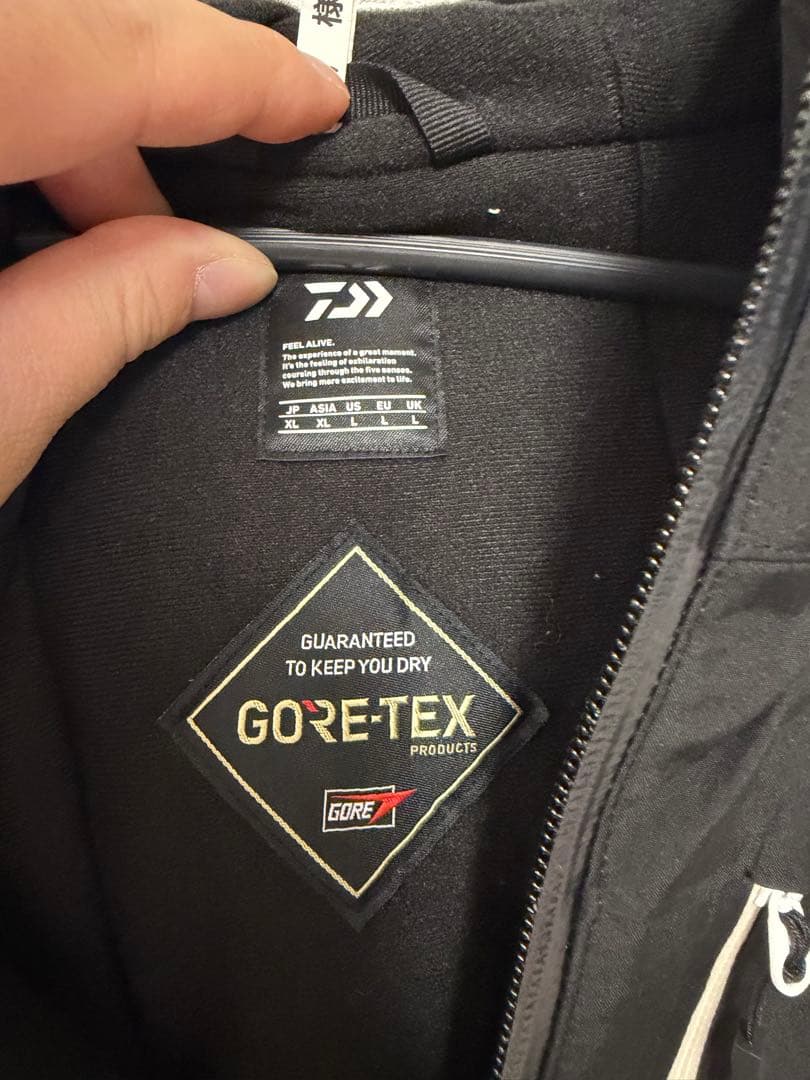 様
FEEL ALIVE.
The experience of a great moment.
It's the feeling of exhilaration
coursing through the five senses.
We bring more excitement to life.
JP ASIA US EU UK
XL XL L L L
GUARANTEED
TO KEEP YOU DRY
GORE-TEX
PRODUCTS
GORE